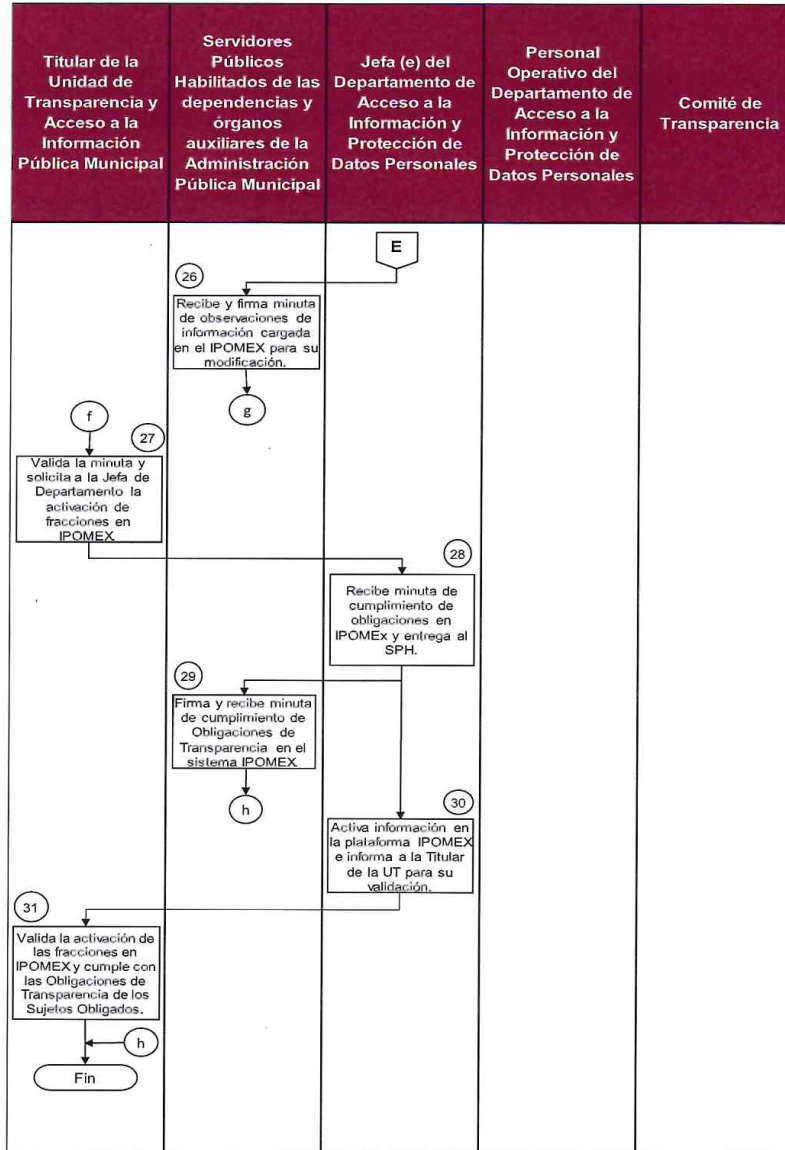 Titular de la
Unidad de
Transparencia y
Acceso a la
Información
Pública Municipal
Servidores
Públicos
Habilitados de las
dependencias y
órganos
auxiliares de la
Administración
Pública Municipal
Jefa (e) del
Departamento de
Acceso a la
Información y
Protección de
Datos Personales
Personal
Operativo del
Departamento de
Acceso a la
Información y
Protección de
Datos Personales
Comité de
Transparencia
E
26
Recibe y firma minuta
de observaciones de
información cargada
en el IPOMEX para su
modificación.
g
f
27
Valida la minuta y
solicita a la Jefa de
Departamento la
activación de
fracciones en
IPOMEX.
28
Recibe minuta de
cumplimiento de
obligaciones en
IPOMEx y entrega al
SPH.
29
Firma y recibe minuta
de cumplimiento de
Obligaciones de
Transparencia en el
sistema IPOMEX.
h
30
Activa información en
la plataforma IPOMEX
e informa a la Titular
de la UT para su
validación.
31
Valida la activación de
las fracciones en
IPOMEX y cumple con
las Obligaciones de
Transparencia de los
Sujetos Obligados.
h
Fin